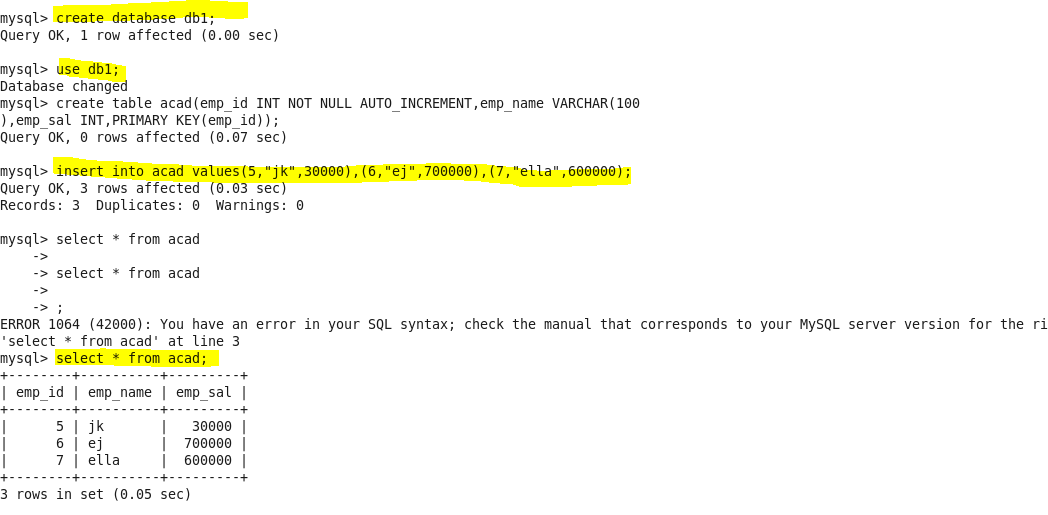 mysql> create database db1;
Query OK, 1 row affected (0.00 sec)
mysql> use db1;
Database changed
mysql> create table acad(emp_id INT NOT NULL AUTO_INCREMENT,emp_name VARCHAR(100
),emp_sal INT,PRIMARY KEY(emp_id));
Query OK, 0 rows affected (0.07 sec)
mysql> insert into acad values(5,"jk",30000),(6,"ej",700000),(7,"ella",600000);
Query OK, 3 rows affected (0.03 sec)
Records: 3  Duplicates: 0  Warnings: 0
mysql> select * from acad
    ->
    -> select * from acad
    ->
    -> ;
ERROR 1064 (42000): You have an error in your SQL syntax; check the manual that corresponds to your MySQL server version for the ri
'select * from acad' at line 3
mysql> select * from acad;
+--------+----------+---------+
| emp_id | emp_name | emp_sal |
+--------+----------+---------+
|      5 | jk       |   30000 |
|      6 | ej       |  700000 |
|      7 | ella     |  600000 |
+--------+----------+---------+
3 rows in set (0.05 sec)